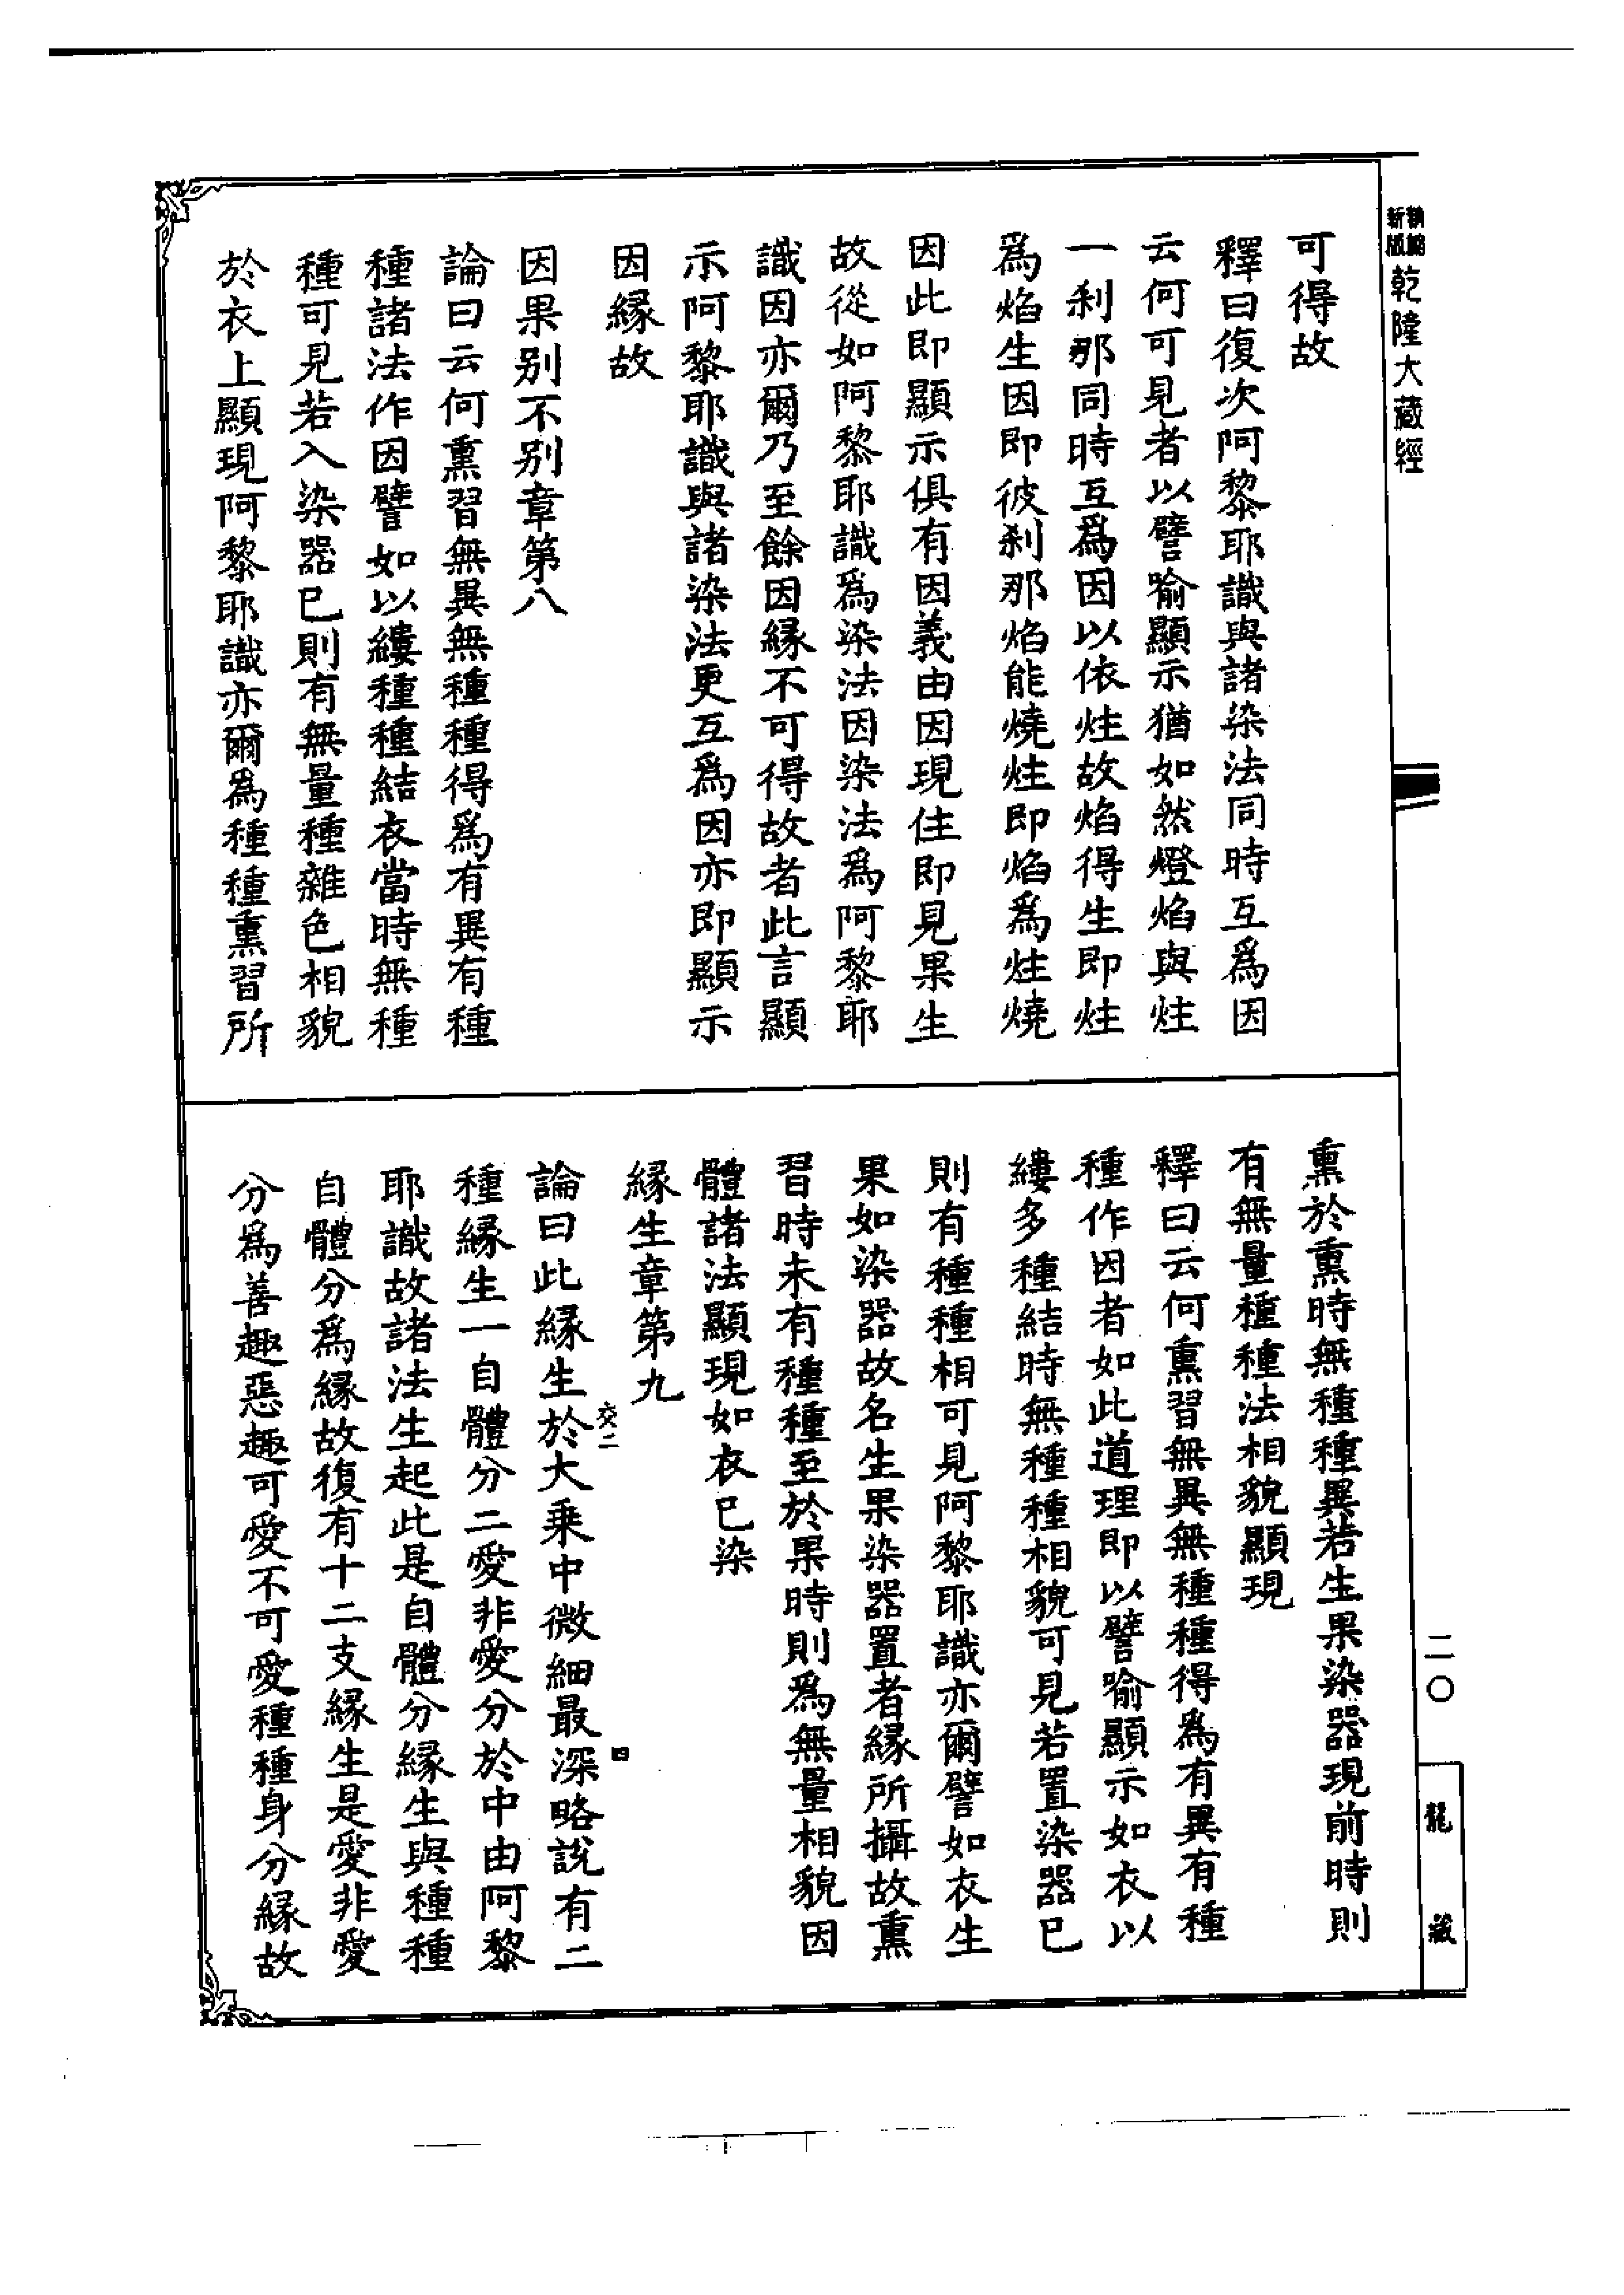 新版
精縮
乾隆大藏經
可得故
釋曰復次阿黎耶識與諸染法同時互爲因
云何可見者以譬喻顯示猶如然燈焰與炷
一刹那同時互爲因以依炷故焰得生即炷
爲焰生因即彼刹那焰能燒炷即焰爲炷燒
因此即顯示俱有因義由因現住即見果生
故從如阿黎耶識爲染法因染法爲阿黎耶
識因亦爾乃至餘因緣不可得故者此言顯
示阿黎耶識與諸染法更互爲因亦即顯示
因緣故
因果別不別章第八
論曰云何熏習無異無種種得爲有異有種
種諸法作因譬如以縷種種結衣當時無種
種可見若入染器已則有無量種雜色相貌
於衣上顯現阿黎耶識亦爾爲種種熏習所
熏於熏時無種種異若生果染器現前時則
有無量種種法相貌顯現
釋曰云何熏習無異無種種得爲有異有種
種作因者如此道理即以譬喻顯示如衣以
縷多種結時無種種相貌可見若置染器已
則有種種相可見阿黎耶識亦爾譬如衣生
果如染器故名生果染器置者緣所攝故熏
習時未有種種至於果時則爲無量相貌因
體諸法顯現如衣已染
緣生章第九
論曰此緣生於大乘中微細最深略說有二
種緣生一自體分二愛非愛分於中由阿黎
耶識故諸法生起此是自體分緣生與種種
自體分爲緣故復有十二支緣生是愛非愛
分爲善趣惡趣可愛不可愛種種身分緣故
交二
四
二〇
龍藏